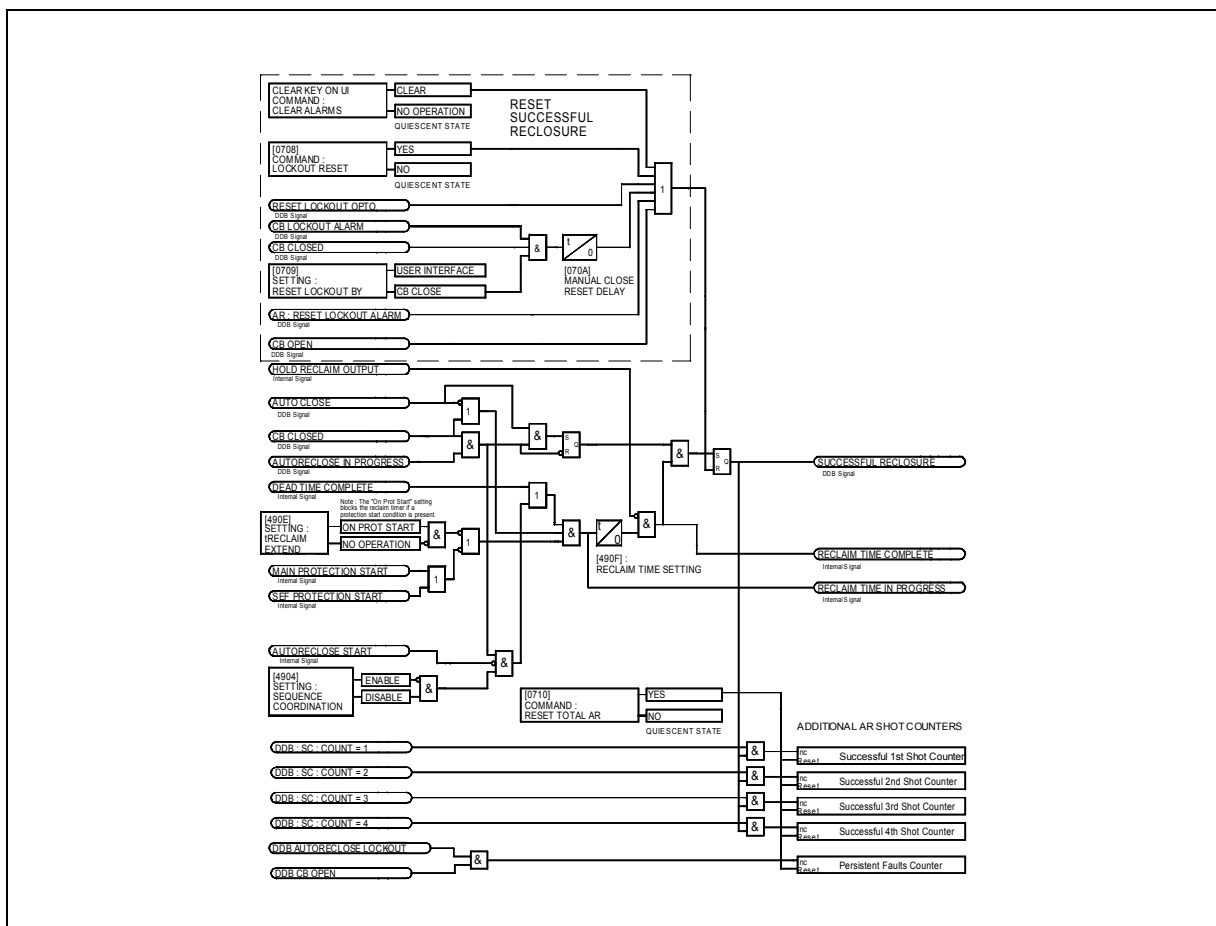 CLEAR KEY ON UI
COMMAND :
CLEAR ALARMS
CLEAR
NO OPERATION
QUIESCENT STATE
RESET
SUCCESSFUL
RECLOSURE
[0708]
COMMAND :
LOCKOUT RESET
YES
NO
QUIESCENT STATE
1
RESET LOCKOUT OPTO
DDB Signal
CB LOCKOUT ALARM
DDB Signal
CB CLOSED
DDB Signal
&
t
0
[070A]
MANUAL CLOSE
RESET DELAY
[0709]
SETTING :
RESET LOCKOUT BY
USER INTERFACE
CB CLOSE
AR : RESET LOCKOUT ALARM
DDB Signal
CB OPEN
DDB Signal
HOLD RECLAIM OUTPUT
Internal Signal
AUTO CLOSE
DDB Signal
1
CB CLOSED
DDB Signal
&
&
S
Q
R
&
S
Q
R
AUTORECLOSE IN PROGRESS
DDB Signal
SUCCESSFUL RECLOSURE
DDB Signal
DEAD TIME COMPLETE
Internal Signal
1
Note : The "On Prot Start" setting
blocks the reclaim timer if a
protection start condition is present.
[490E]
SETTING :
tRECLAIM
EXTEND
ON PROT START
NO OPERATION
&
1
&
t
0
&
[490F] :
RECLAIM TIME SETTING
RECLAIM TIME COMPLETE
Internal Signal
MAIN PROTECTION START
Internal Signal
1
SEF PROTECTION START
Internal Signal
RECLAIM TIME IN PROGRESS
Internal Signal
AUTORECLOSE START
Internal Signal
&
[4904]
SETTING :
SEQUENCE
COORDINATION
ENABLE
DISABLE
&
[0710]
COMMAND :
RESET TOTAL AR
YES
NO
QUIESCENT STATE
ADDITIONAL AR SHOT COUNTERS
DDB : SC : COUNT = 1
&
Inc
Reset
Successful 1st Shot Counter
DDB : SC : COUNT = 2
&
Inc
Reset
Successful 2nd Shot Counter
DDB : SC : COUNT = 3
&
Inc
Reset
Successful 3rd Shot Counter
DDB : SC : COUNT = 4
&
Inc
Reset
Successful 4th Shot Counter
DDB AUTORECLOSE LOCKOUT
&
DDB CB OPEN
Inc
Reset
Persistent Faults Counter